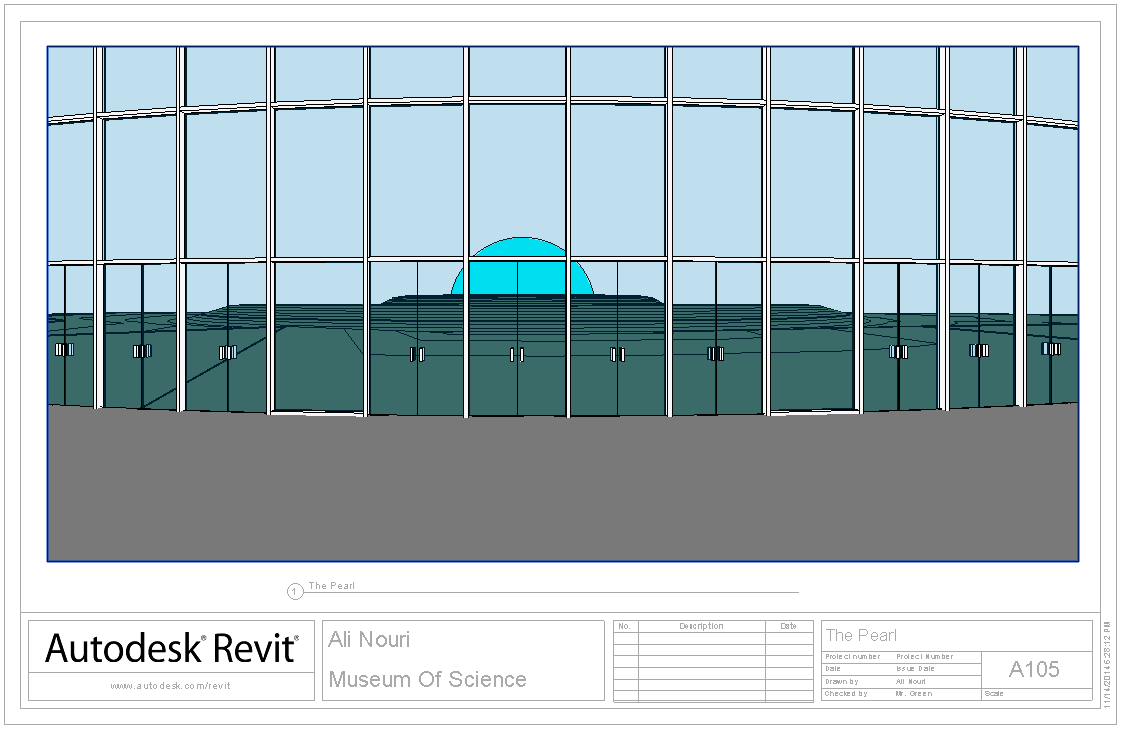 1 The Pearl
Autodesk® Revit®
www.autodesk.com/revit
Ali Nouri
Museum Of Science
No. Description Date
The Pearl
Project number Project Number
Date Issue Date
Drawn by Ali Nouri
Checked by Mr. Green
A105
Scale
11/14/2014 6:28:12 PM